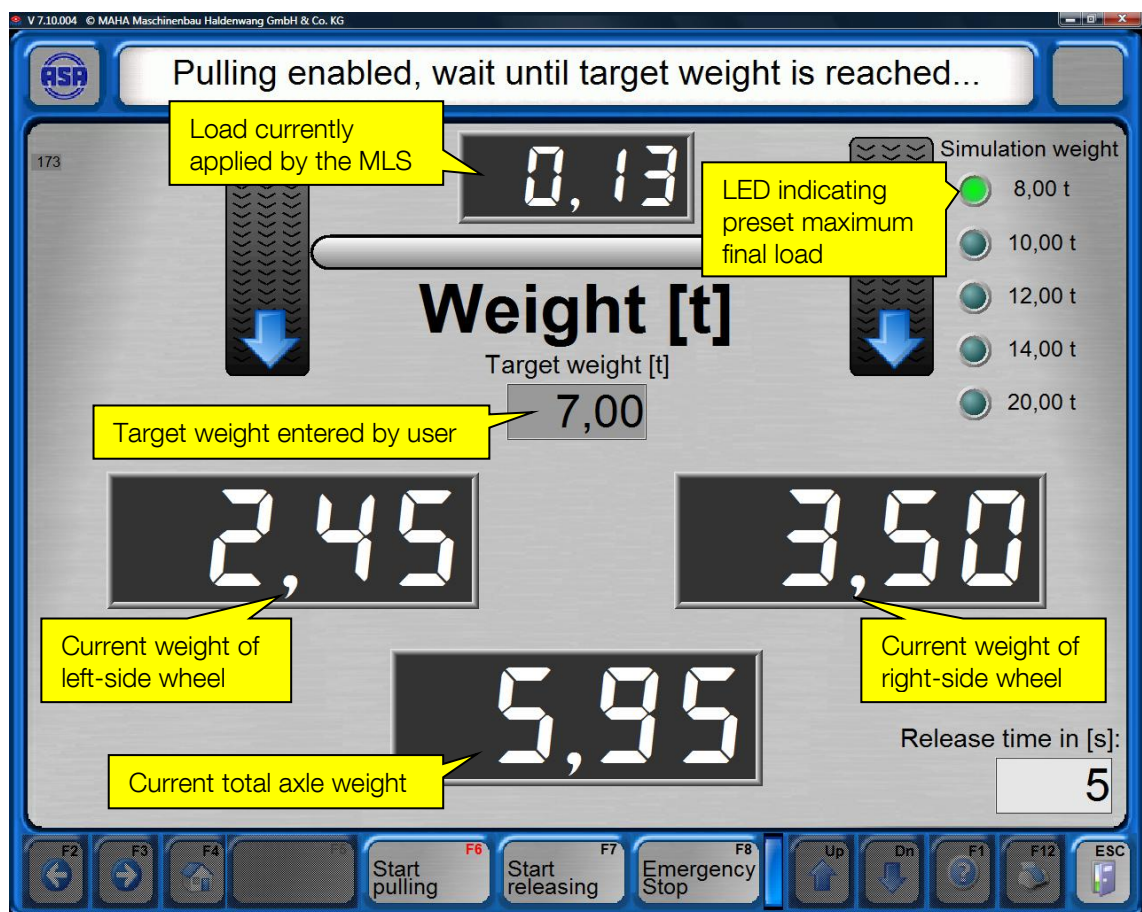 V 7.10.004 © MAHA Maschinenbau Haldenwang GmbH & Co. KG
ASA
Pulling enabled, wait until target weight is reached...
173
Load currently
applied by the MLS
0,13
Simulation weight
LED indicating
preset maximum
final load
8,00 t
10,00 t
12,00 t
14,00 t
20,00 t
Weight [t]
Target weight [t]
7,00
Target weight entered by user
2,45
3,50
Current weight of
left-side wheel
Current weight of
right-side wheel
5,95
Current total axle weight
Release time in [s]:
5
F2
F3
F4
F5
F6
Start
pulling
F7
Start
releasing
F8
Emergency
Stop
Up
Dn
F1
?
F12
ESC